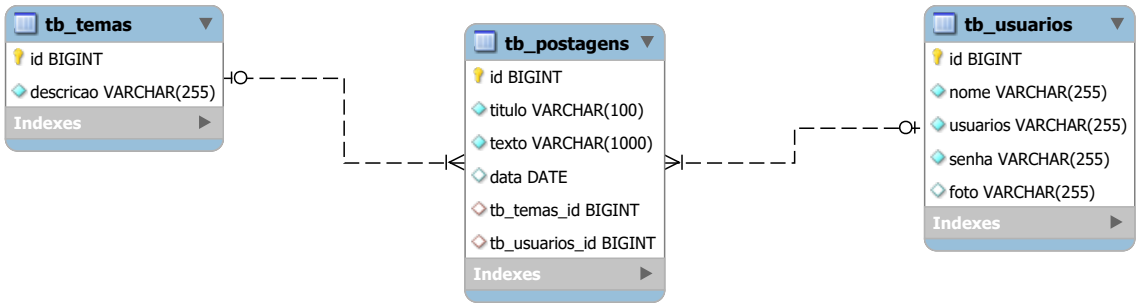 tb_temas
id BIGINT
descricao VARCHAR(255)
Indexes
tb_postagens
id BIGINT
titulo VARCHAR(100)
texto VARCHAR(1000)
data DATE
tb_temas_id BIGINT
tb_usuarios_id BIGINT
Indexes
tb_usuarios
id BIGINT
nome VARCHAR(255)
usuarios VARCHAR(255)
senha VARCHAR(255)
foto VARCHAR(255)
Indexes